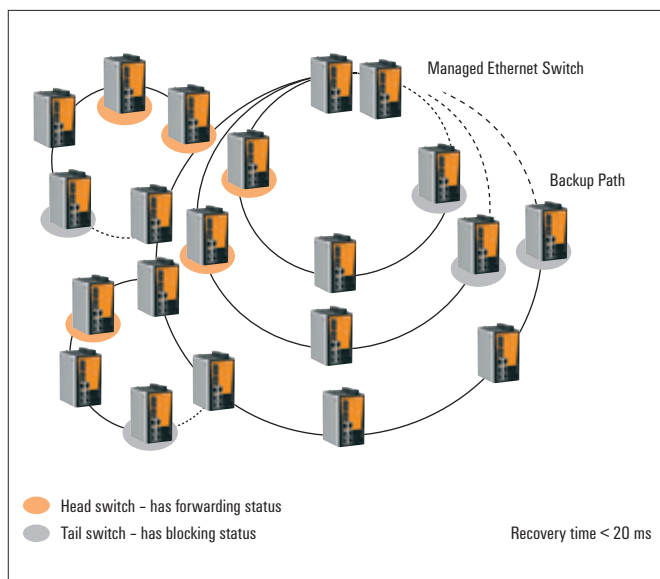 Managed Ethernet Switch
Backup Path
Head switch – has forwarding status
Tail switch – has blocking status
Recovery time < 20 ms